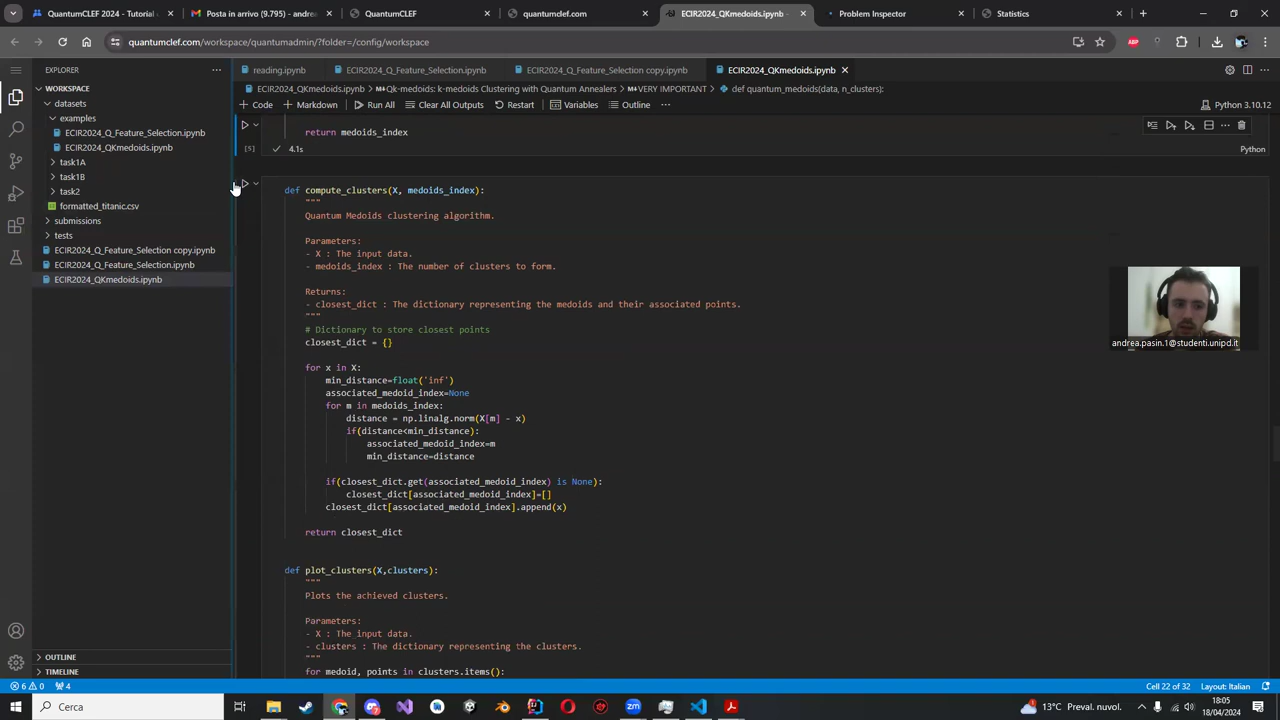 QuantumCLEF 2024 - Tutorial
Posta in arrivo (9.795) - andrea
QuantumCLEF
quantumclef.com
ECIR2024_QKmedoids.ipynb -
Problem Inspector
Statistics
quantumclef.com/workspace/quantumadmin/?folder=/config/workspace
EXPLORER
reading.ipynb
ECIR2024_Q_Feature_Selection.ipynb
ECIR2024_Q_Feature_Selection copy.ipynb
ECIR2024_QKmedoids.ipynb
WORKSPACE
ECIR2024_QKmedoids.ipynb > Qk-medoids: k-medoids Clustering with Quantum Annealers > VERY IMPORTANT > def quantum_medoids(data, n_clusters):
datasets
+ Code + Markdown Run All Clear All Outputs Restart Variables Outline ... Python 3.10.12
examples
ECIR2024_Q_Feature_Selection.ipynb
ECIR2024_QKmedoids.ipynb
task1A
task1B
task2
formatted_titanic.csv
submissions
tests
ECIR2024_Q_Feature_Selection copy.ipynb
ECIR2024_Q_Feature_Selection.ipynb
ECIR2024_QKmedoids.ipynb
return medoids_index
[5] 4.1s Python
def compute_clusters(X, medoids_index):
"""
Quantum Medoids clustering algorithm.
Parameters:
- X : The input data.
- medoids_index : The number of clusters to form.
Returns:
- closest_dict : The dictionary representing the medoids and their associated points.
"""
# Dictionary to store closest points
closest_dict = {}
for x in X:
min_distance=float('inf')
associated_medoid_index=None
for m in medoids_index:
distance = np.linalg.norm(X[m] - x)
if(distance<min_distance):
associated_medoid_index=m
min_distance=distance
if(closest_dict.get(associated_medoid_index) is None):
closest_dict[associated_medoid_index]=[]
closest_dict[associated_medoid_index].append(x)
return closest_dict
def plot_clusters(X,clusters):
"""
Plots the achieved clusters.
Parameters:
- X : The input data.
- clusters : The dictionary representing the clusters.
"""
for medoid, points in clusters.items():
andrea.pasin.1@studenti.unipd.it
OUTLINE
TIMELINE
6 0 4
Cell 22 of 32 Layout: Italian
Cerca
13°C Preval. nuvol.
18:05
18/04/2024